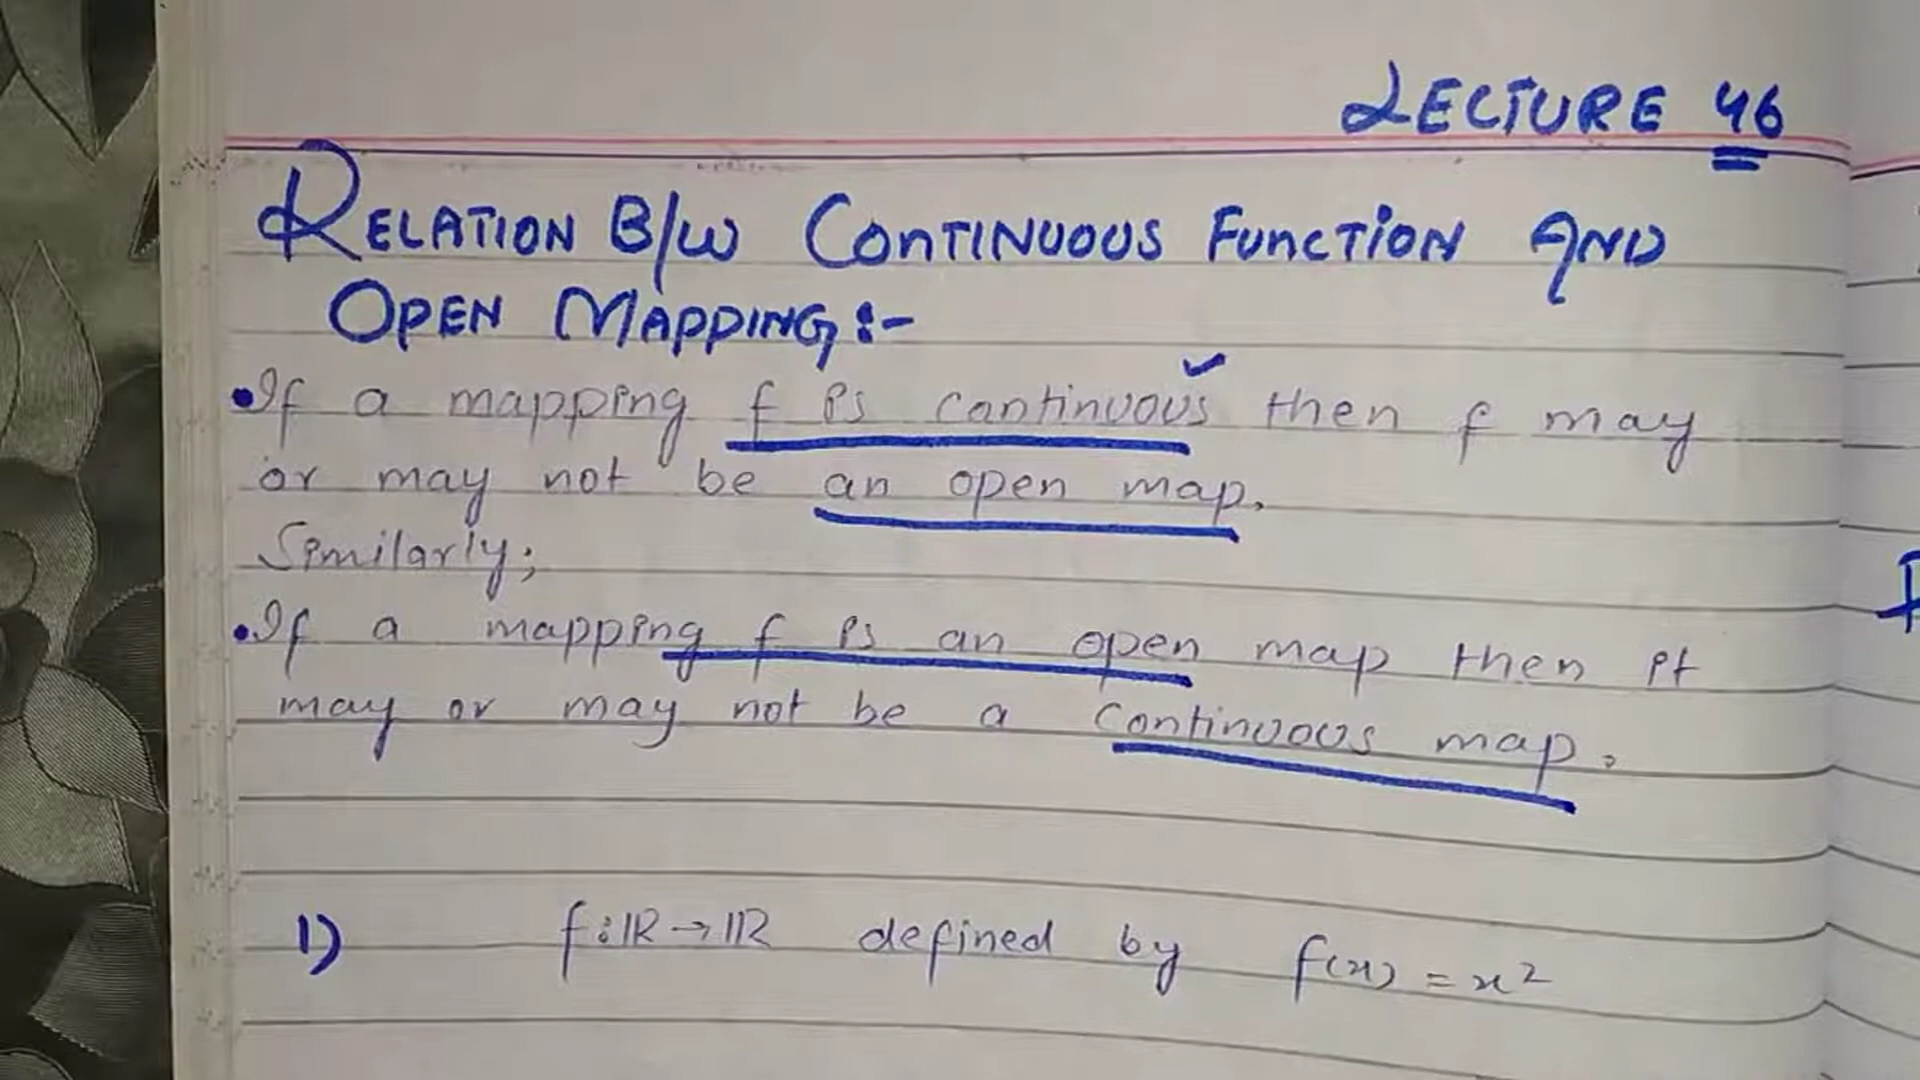 LECTURE 46
RELATION B/W CONTINUOUS FUNCTION AND
OPEN MAPPING:-
•If a mapping f is continuous then f may
or may not be an open map.
Similarly;
•If a mapping f is an open map then it
may or may not be a continuous map.
1) f:ℝ→ℝ defined by f(x) = x²